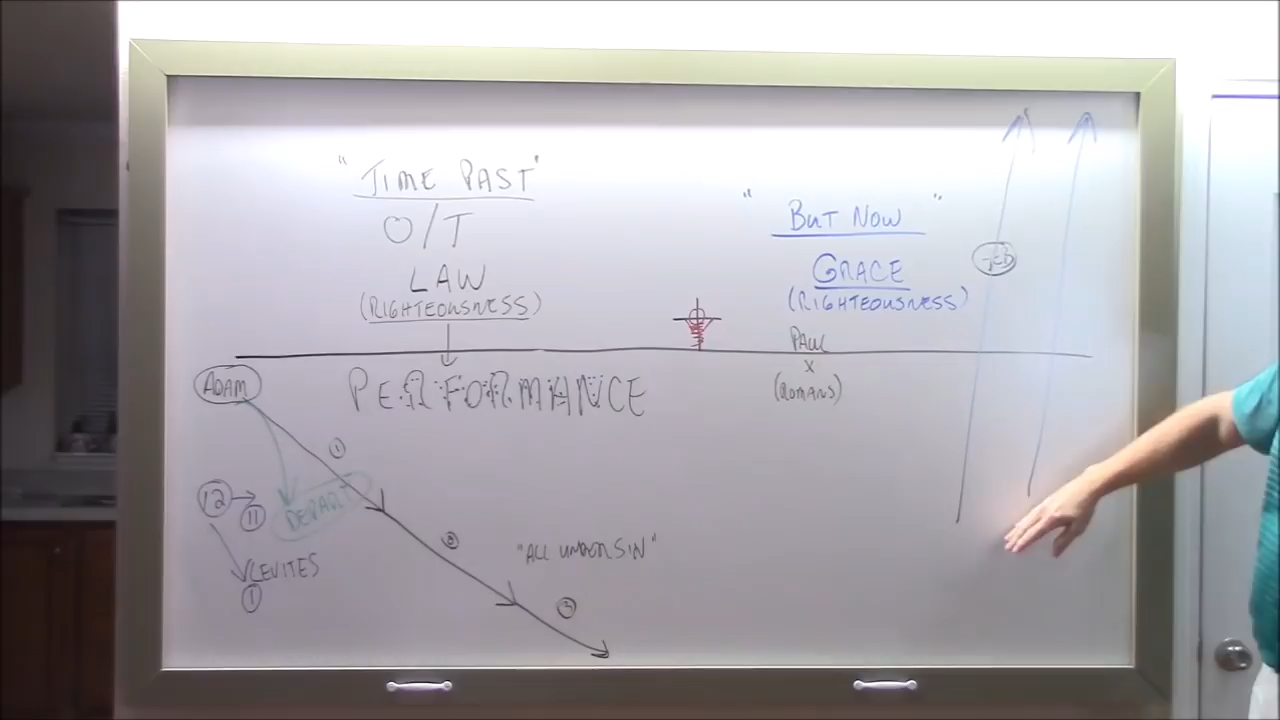 "TIME PAST"
O/T
LAW
(RIGHTEOUSNESS)
PERFORMANCE
ADAM
①
12
11
DEPART
LEVITES
①
②
"ALL UNDER SIN"
③
"BUT NOW"
GRACE
(RIGHTEOUSNESS)
PAUL
X
(ROMANS)